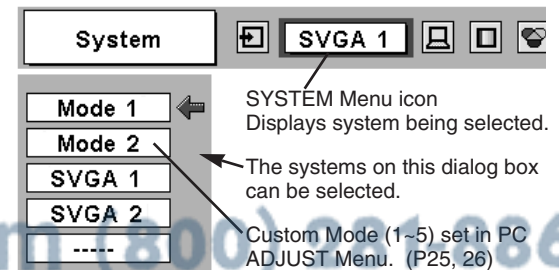 System
SVGA 1
Mode 1
Mode 2
SVGA 1
SVGA 2
-----
SYSTEM Menu icon
Displays system being selected.
The systems on this dialog box
can be selected.
Custom Mode (1~5) set in PC
ADJUST Menu. (P25, 26)